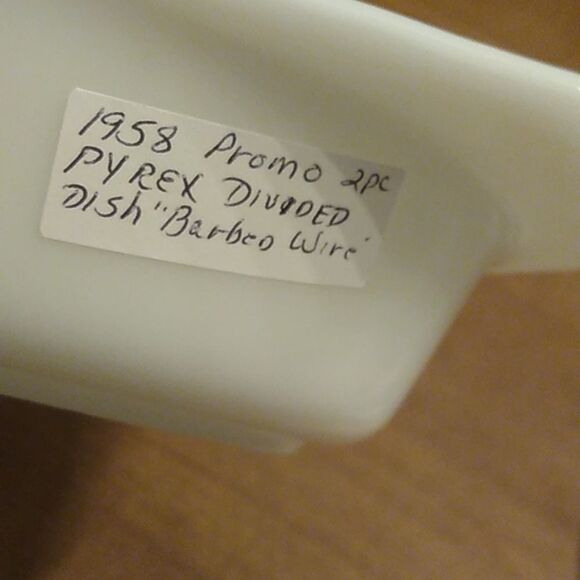 1958 Promo 2pc
PYREX DIVIDED
Dish "Barbed Wire"